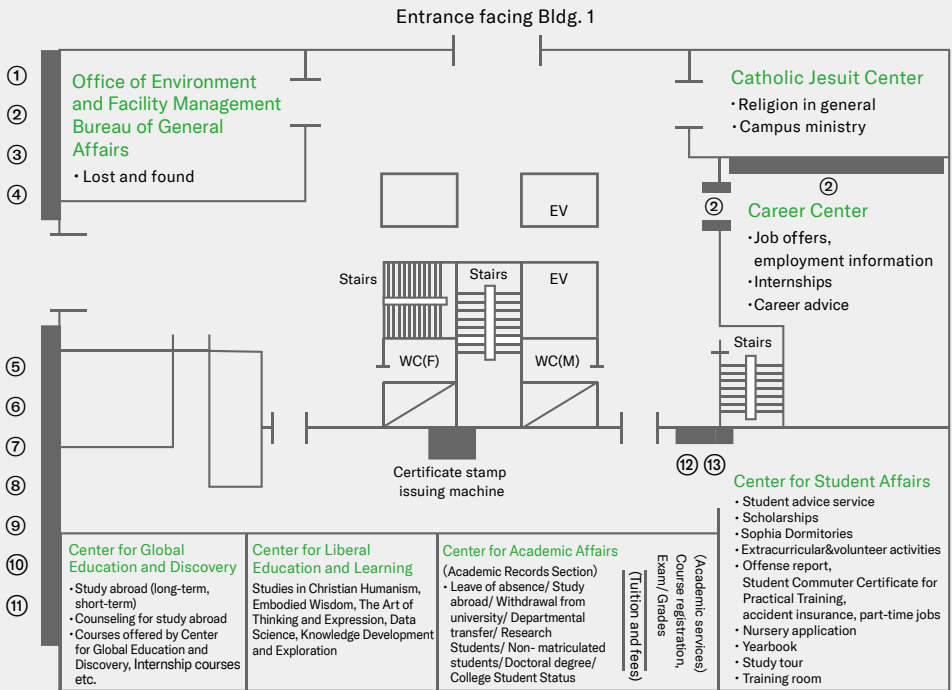 Entrance facing Bldg. 1
①
②
③
④
⑤
⑥
⑦
⑧
⑨
⑩
⑪
Office of Environment
and Facility Management
Bureau of General
Affairs
・Lost and found
Catholic Jesuit Center
・Religion in general
・Campus ministry
②
②
Career Center
・Job offers,
employment information
・Internships
・Career advice
EV
Stairs
Stairs
EV
WC(F)
WC(M)
Stairs
Certificate stamp
issuing machine
⑫ ⑬
Center for Global
Education and Discovery
・Study abroad (long-term,
short-term)
・Counseling for study abroad
・Courses offered by Center
for Global Education and
Discovery, Internship courses
etc.
Center for Liberal
Education and Learning
Studies in Christian Humanism,
Embodied Wisdom, The Art of
Thinking and Expression, Data
Science, Knowledge Development
and Exploration
Center for Academic Affairs
(Academic Records Section)
・Leave of absence/ Study
abroad/ Withdrawal from
university/ Departmental
transfer/ Research
Students/ Non- matriculated
students/ Doctoral degree/
College Student Status
(Tuition and fees)
(Academic services)
Course registration,
Exam/ Grades
Center for Student Affairs
・Student advice service
・Scholarships
・Sophia Dormitories
・Extracurricular&volunteer activities
・Offense report,
Student Commuter Certificate for
Practical Training,
accident insurance, part-time jobs
・Nursery application
・Yearbook
・Study tour
・Training room